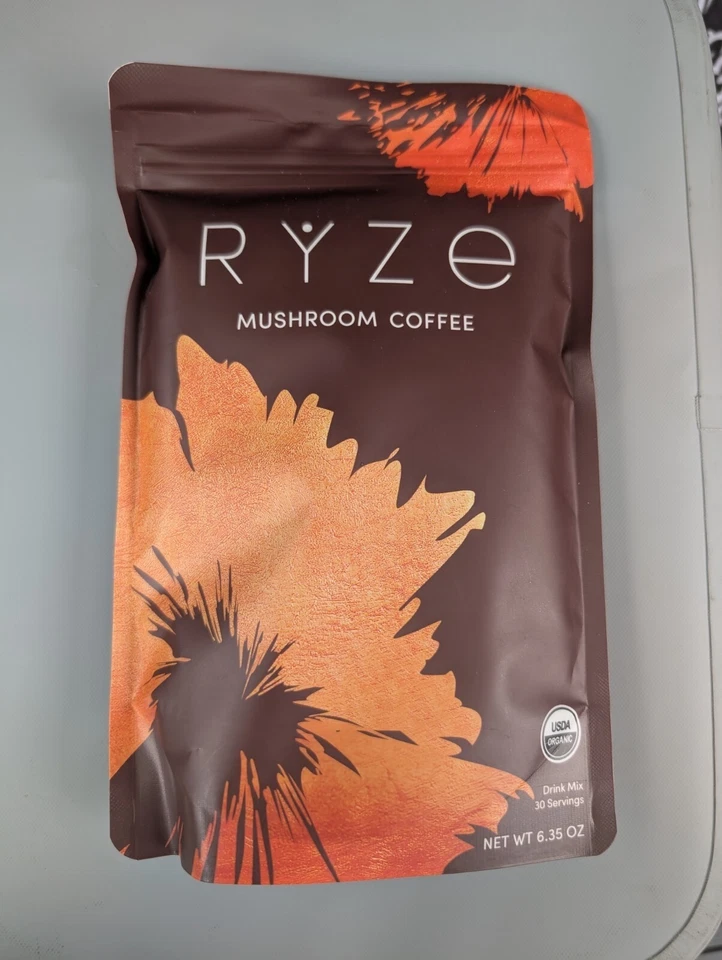 RYZE
MUSHROOM COFFEE
USDA
ORGANIC
Drink Mix
30 Servings
NET WT 6.35 OZ